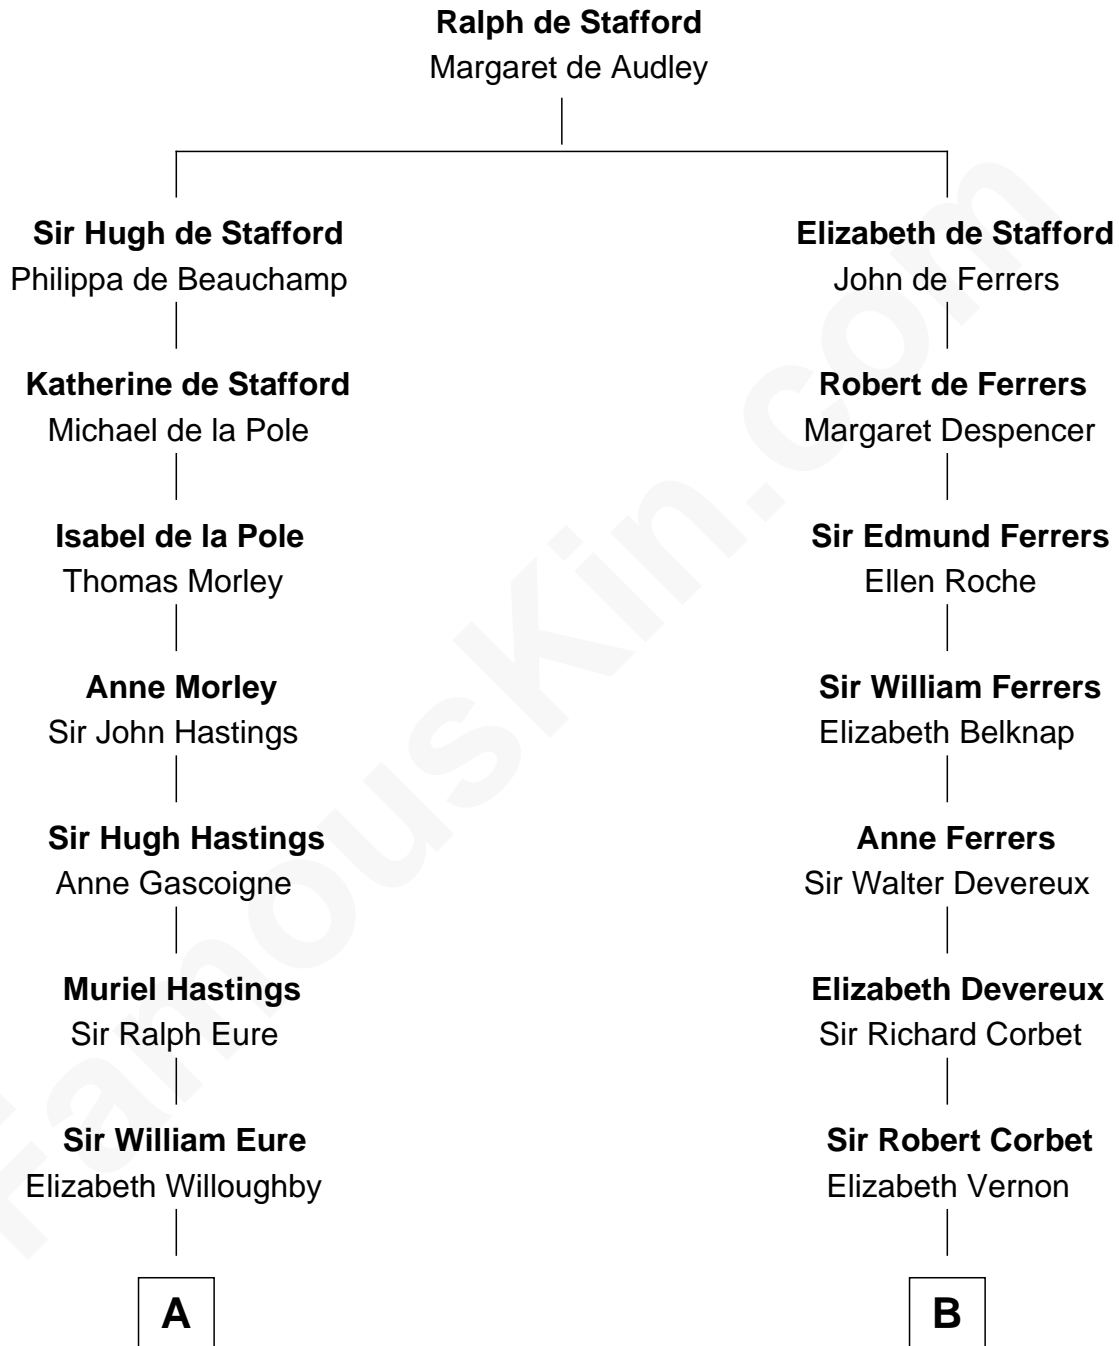 Ralph de Stafford
Margaret de Audley
Sir Hugh de Stafford
Philippa de Beauchamp
Katherine de Stafford
Michael de la Pole
Isabel de la Pole
Thomas Morley
Anne Morley
Sir John Hastings
Sir Hugh Hastings
Anne Gascoigne
Muriel Hastings
Sir Ralph Eure
Sir William Eure
Elizabeth Willoughby
A
Elizabeth de Stafford
John de Ferrers
Robert de Ferrers
Margaret Despencer
Sir Edmund Ferrers
Ellen Roche
Sir William Ferrers
Elizabeth Belknap
Anne Ferrers
Sir Walter Devereux
Elizabeth Devereux
Sir Richard Corbet
Sir Robert Corbet
Elizabeth Vernon
B
FamousKin.com